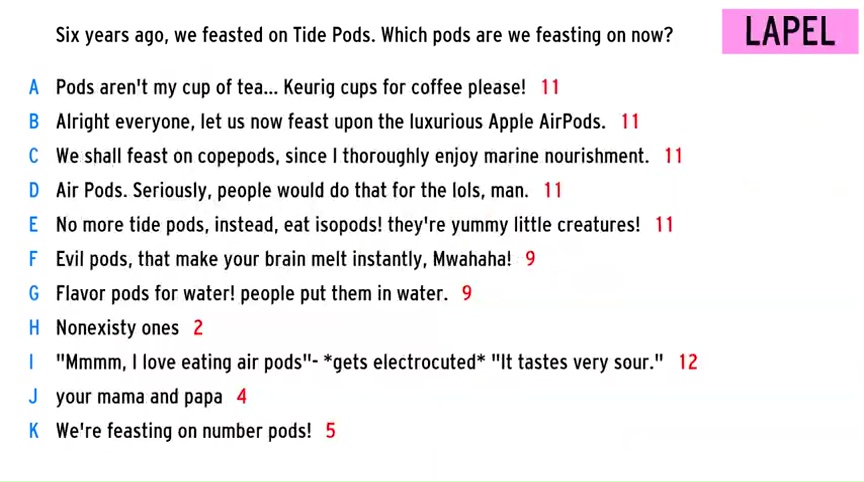 Six years ago, we feasted on Tide Pods. Which pods are we feasting on now?
LAPEL
A Pods aren't my cup of tea... Keurig cups for coffee please! 11
B Alright everyone, let us now feast upon the luxurious Apple AirPods. 11
C We shall feast on copepods, since I thoroughly enjoy marine nourishment. 11
D Air Pods. Seriously, people would do that for the lols, man. 11
E No more tide pods, instead, eat isopods! they're yummy little creatures! 11
F Evil pods, that make your brain melt instantly, Mwahaha! 9
G Flavor pods for water! people put them in water. 9
H Nonexisty ones 2
I "Mmmm, I love eating air pods"- *gets electrocuted* "It tastes very sour." 12
J your mama and papa 4
K We're feasting on number pods! 5